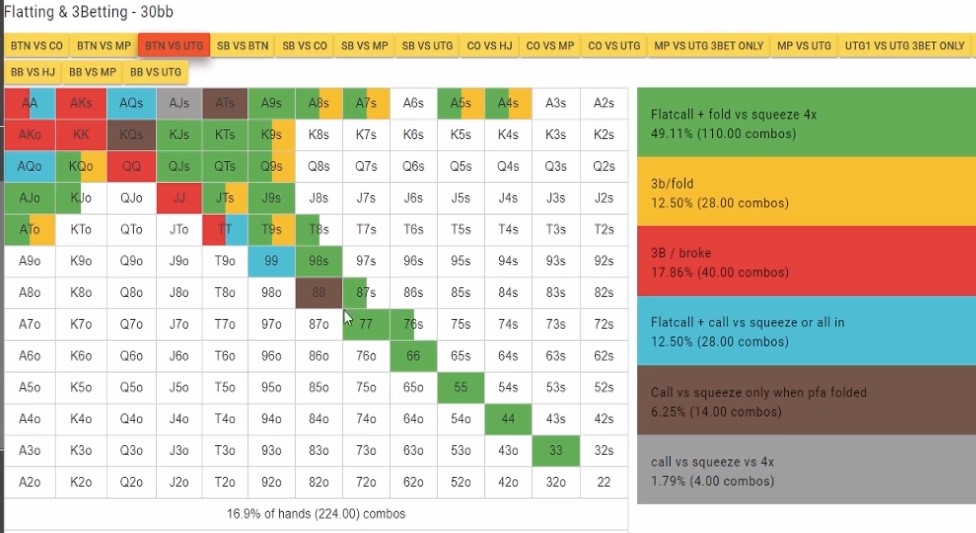 Flatting & 3Betting - 30bb
BTN VS CO BTN VS MP BTN VS UTG SB VS BTN SB VS CO SB VS MP SB VS UTG CO VS HJ CO VS MP CO VS UTG MP VS UTG 3BET ONLY MP VS UTG UTG1 VS UTG 3BET ONLY
BB VS HJ BB VS MP BB VS UTG
AA AKs AQs AJs ATs A9s A8s A7s A6s A5s A4s A3s A2s
AKo KK KQs KJs KTs K9s K8s K7s K6s K5s K4s K3s K2s
AQo KQo QQ QJs QTs Q9s Q8s Q7s Q6s Q5s Q4s Q3s Q2s
AJo KJo QJo JJ JTs J9s J8s J7s J6s J5s J4s J3s J2s
ATo KTo QTo JTo TT T9s T8s T7s T6s T5s T4s T3s T2s
A9o K9o Q9o J9o T9o 99 98s 97s 96s 95s 94s 93s 92s
A8o K8o Q8o J8o T8o 98o 88 87s 86s 85s 84s 83s 82s
A7o K7o Q7o J7o T7o 97o 87o 77 76s 75s 74s 73s 72s
A6o K6o Q6o J6o T6o 96o 86o 76o 66 65s 64s 63s 62s
A5o K5o Q5o J5o T5o 95o 85o 75o 65o 55 54s 53s 52s
A4o K4o Q4o J4o T4o 94o 84o 74o 64o 54o 44 43s 42s
A3o K3o Q3o J3o T3o 93o 83o 73o 63o 53o 43o 33 32s
A2o K2o Q2o J2o T2o 92o 82o 72o 62o 52o 42o 32o 22
16.9% of hands (224.00) combos
Flatcall + fold vs squeeze 4x
49.11% (110.00 combos)
3b/fold
12.50% (28.00 combos)
3B / broke
17.86% (40.00 combos)
Flatcall + call vs squeeze or all in
12.50% (28.00 combos)
Call vs squeeze only when pfa folded
6.25% (14.00 combos)
call vs squeeze vs 4x
1.79% (4.00 combos)